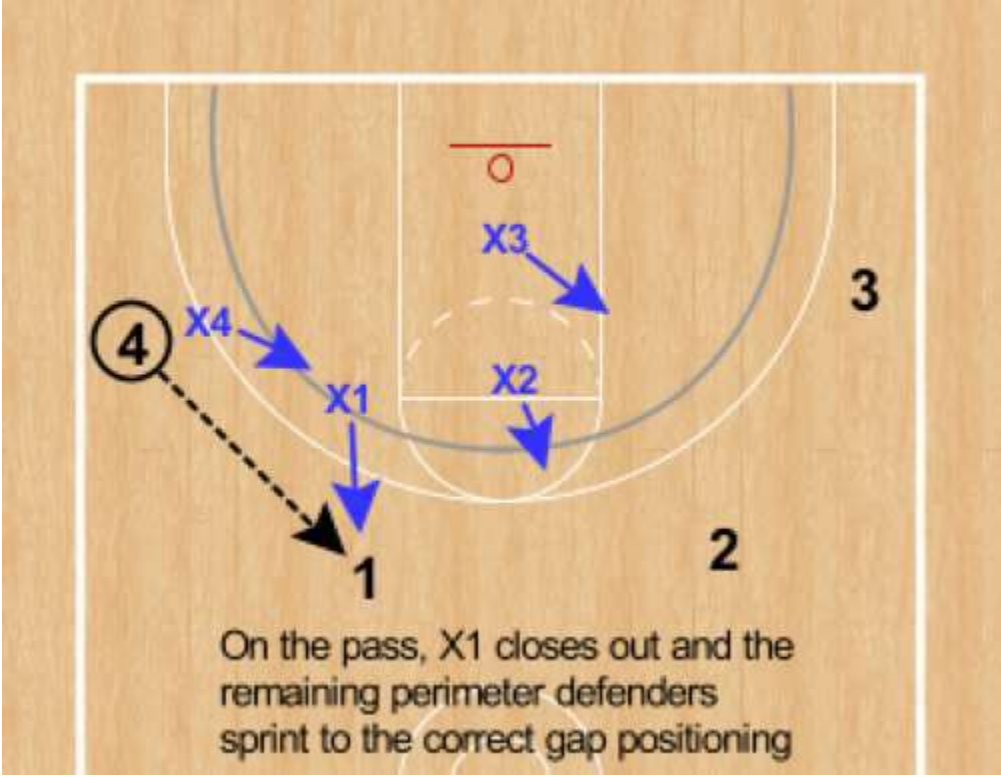 X3
3
X4
4
X2
X1
2
1
On the pass, X1 closes out and the
remaining perimeter defenders
sprint to the correct gap positioning